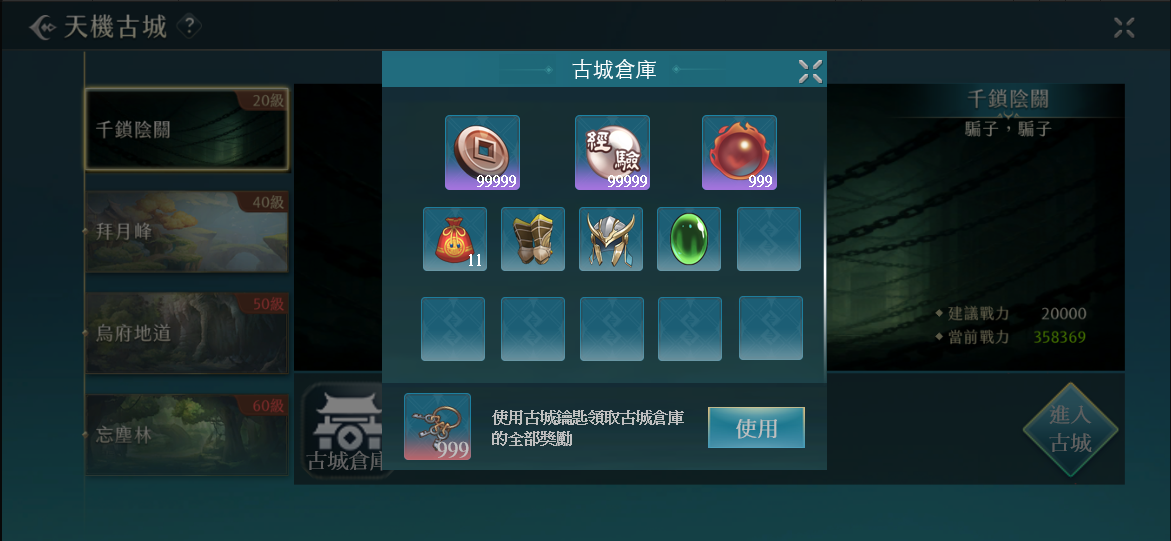 天機古城 ?
20級
千鎖陰關
40級
拜月峰
50級
烏府地道
60級
忘塵林
古城倉庫
99999
經驗
99999
999
11
999
使用古城鑰匙領取古城倉庫
的全部獎勵
使用
千鎖陰關
騙子，騙子
建議戰力 20000
當前戰力 358369
古城倉庫
進入
古城